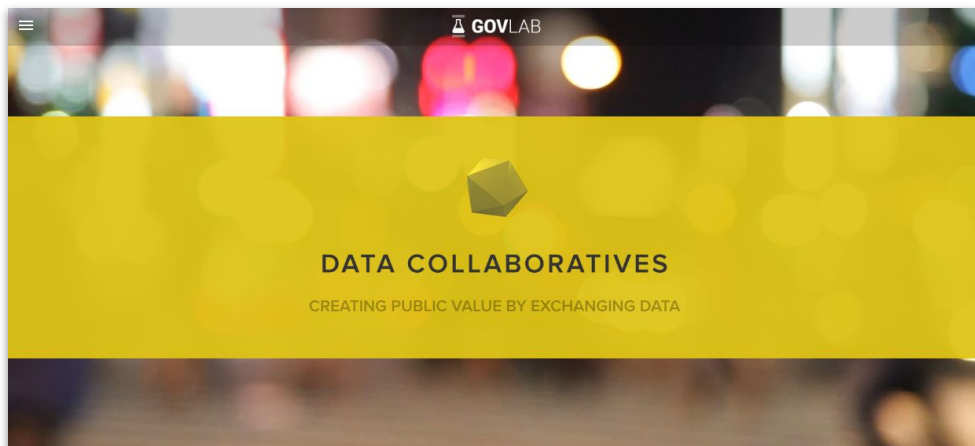 GOVLAB
DATA COLLABORATIVES
CREATING PUBLIC VALUE BY EXCHANGING DATA